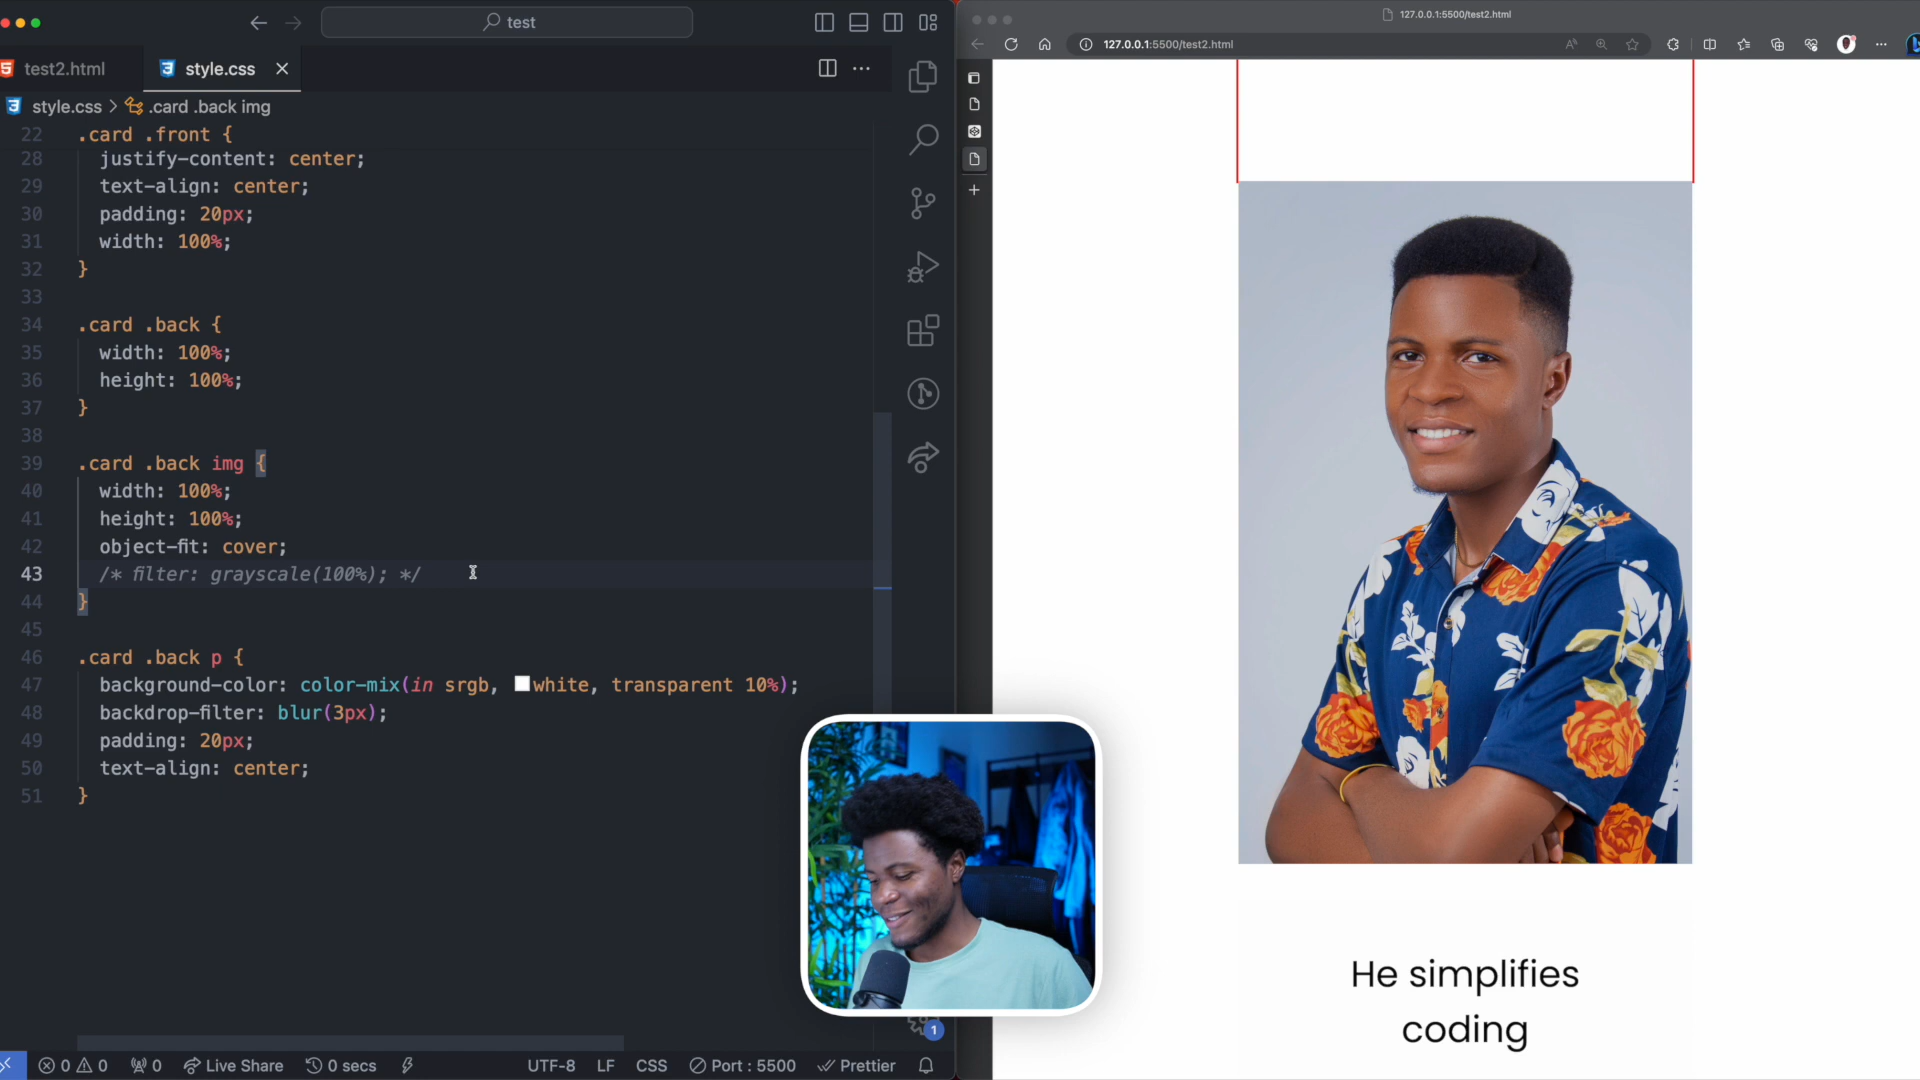 test
127.0.0.1:5500/test2.html
test2.html
style.css
127.0.0.1:5500/test2.html
style.css > .card .back img
22 .card .front {
28 justify-content: center;
29 text-align: center;
30 padding: 20px;
31 width: 100%;
32 }
33
34 .card .back {
35 width: 100%;
36 height: 100%;
37 }
38
39 .card .back img {
40 width: 100%;
41 height: 100%;
42 object-fit: cover;
43 /* filter: grayscale(100%); */
44 }
45
46 .card .back p {
47 background-color: color-mix(in srgb, white, transparent 10%);
48 backdrop-filter: blur(3px);
49 padding: 20px;
50 text-align: center;
51 }
He simplifies
coding
1
0 0 0 Live Share 0 secs UTF-8 LF CSS Port : 5500 Prettier